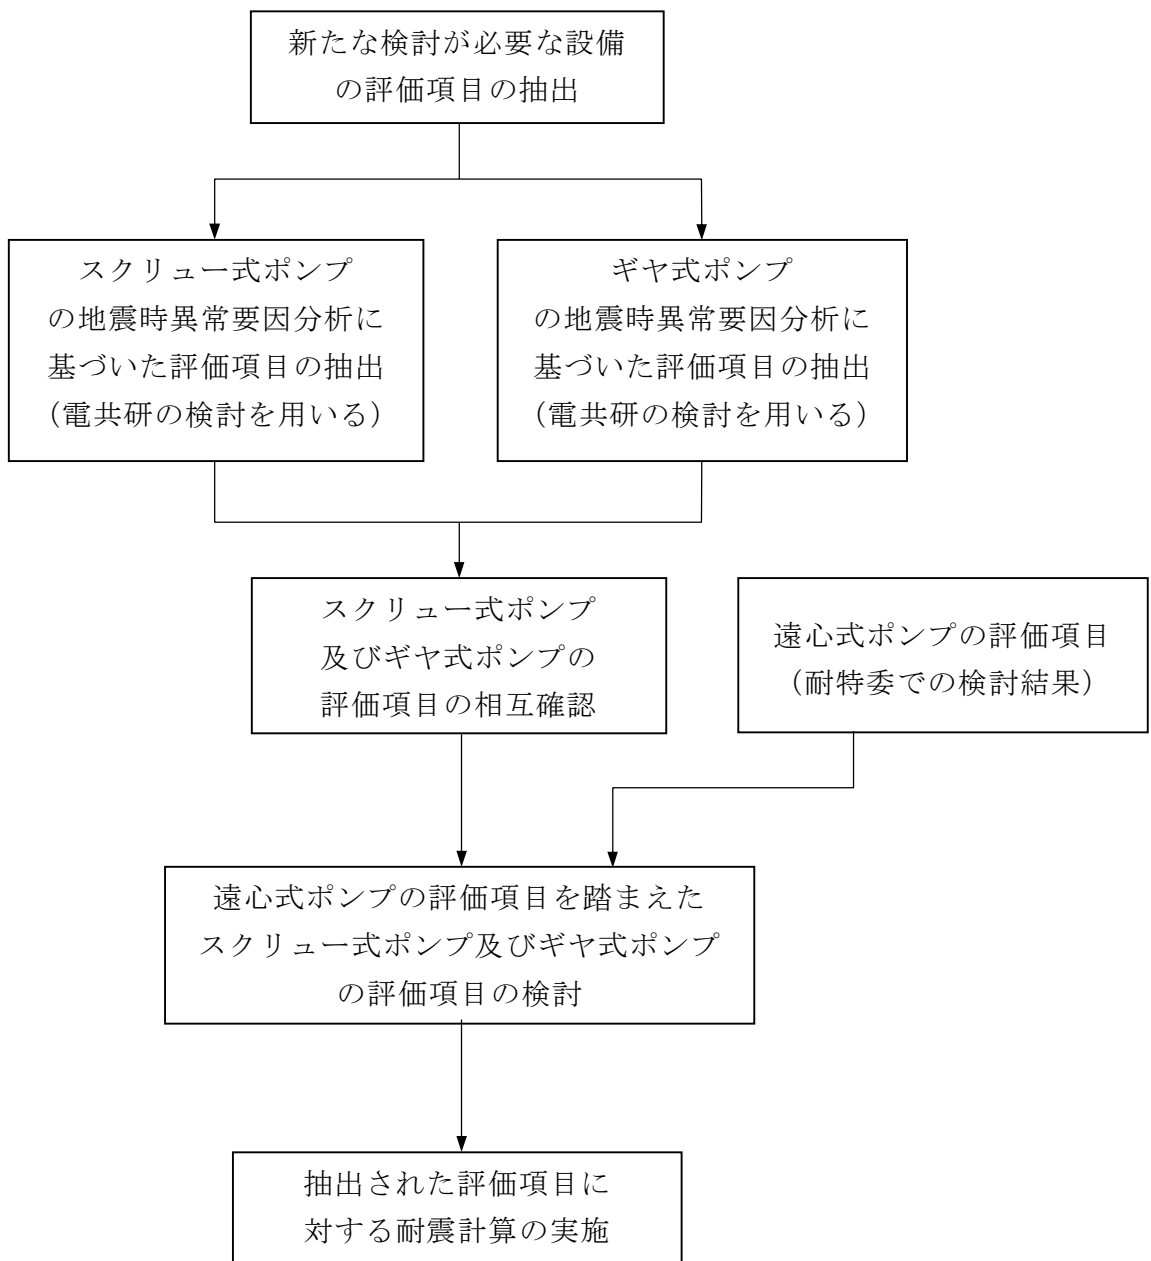 新たな検討が必要な設備
の評価項目の抽出
スクリュー式ポンプ
の地震時異常要因分析に
基づいた評価項目の抽出
（電共研の検討を用いる）
ギヤ式ポンプ
の地震時異常要因分析に
基づいた評価項目の抽出
（電共研の検討を用いる）
スクリュー式ポンプ
及びギヤ式ポンプの
評価項目の相互確認
遠心式ポンプの評価項目
（耐特委での検討結果）
遠心式ポンプの評価項目を踏まえた
スクリュー式ポンプ及びギヤ式ポンプ
の評価項目の検討
抽出された評価項目に
対する耐震計算の実施